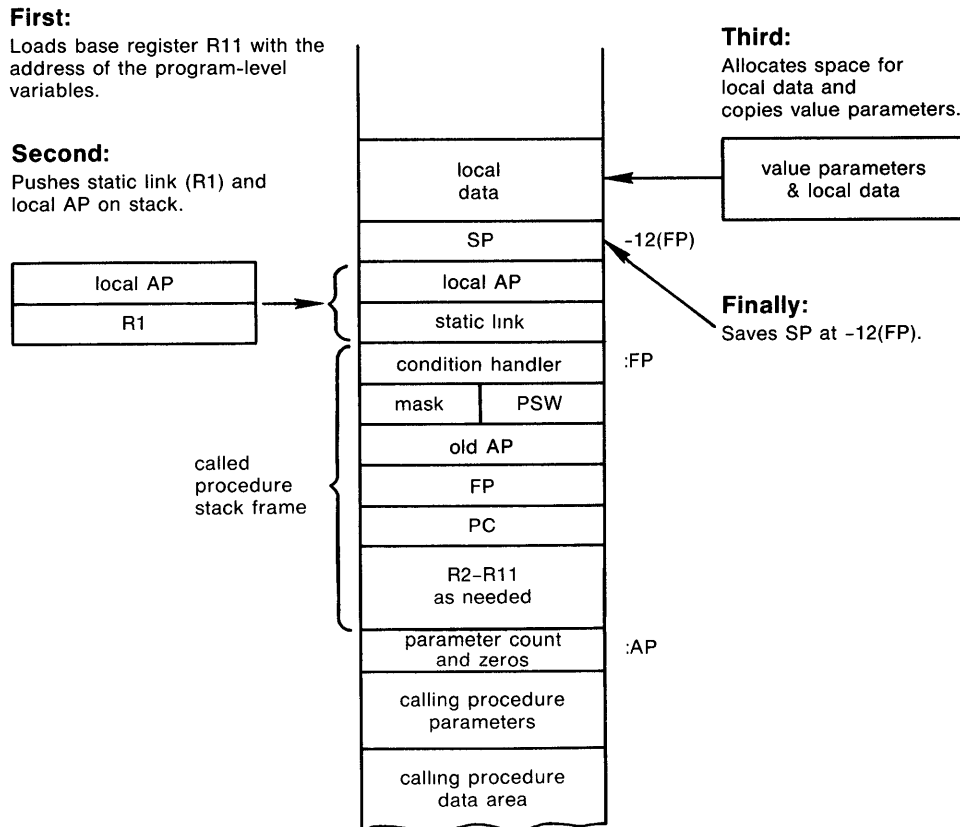 First:
Loads base register R11 with the
address of the program-level
variables.
Second:
Pushes static link (R1) and
local AP on stack.
local AP
R1
called
procedure
stack frame
local
data
SP
local AP
static link
condition handler
mask
PSW
old AP
FP
PC
R2–R11
as needed
parameter count
and zeros
calling procedure
parameters
calling procedure
data area
-12(FP)
:FP
:AP
Third:
Allocates space for
local data and
copies value parameters.
value parameters
& local data
Finally:
Saves SP at -12(FP).